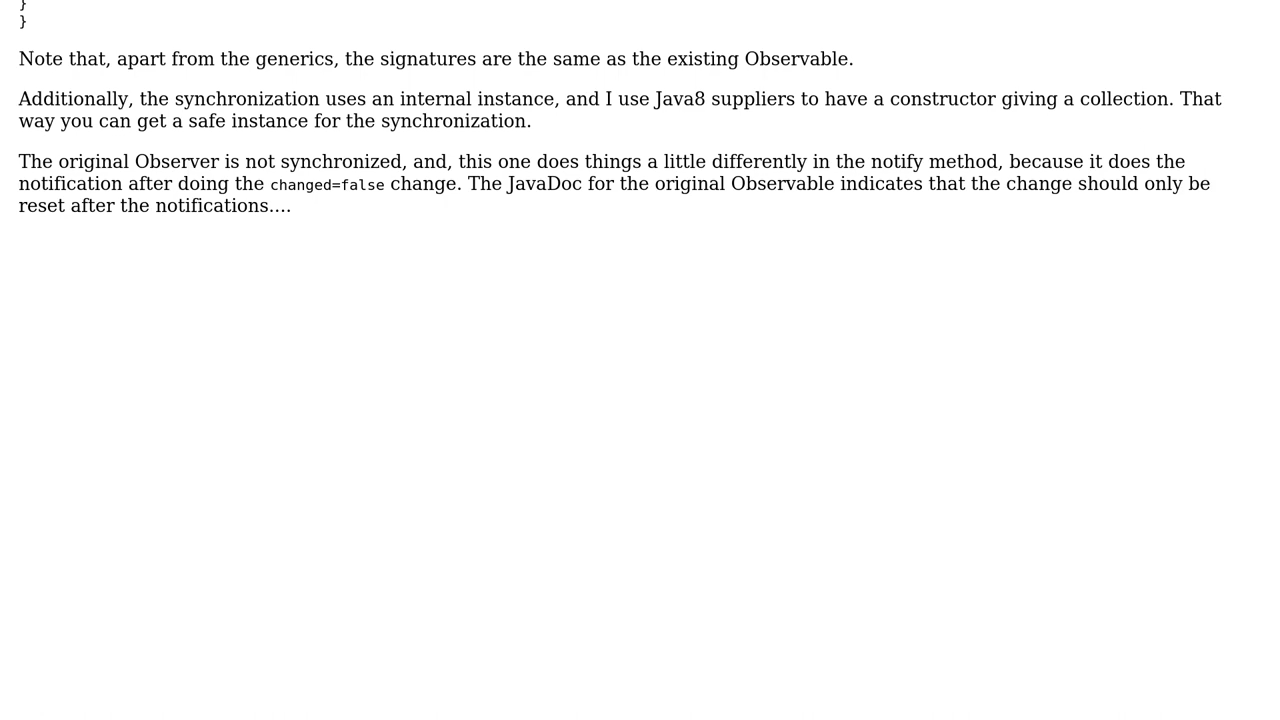 }
}
Note that, apart from the generics, the signatures are the same as the existing Observable.
Additionally, the synchronization uses an internal instance, and I use Java8 suppliers to have a constructor giving a collection. That
way you can get a safe instance for the synchronization.
The original Observer is not synchronized, and, this one does things a little differently in the notify method, because it does the
notification after doing the changed=false change. The JavaDoc for the original Observable indicates that the change should only be
reset after the notifications....